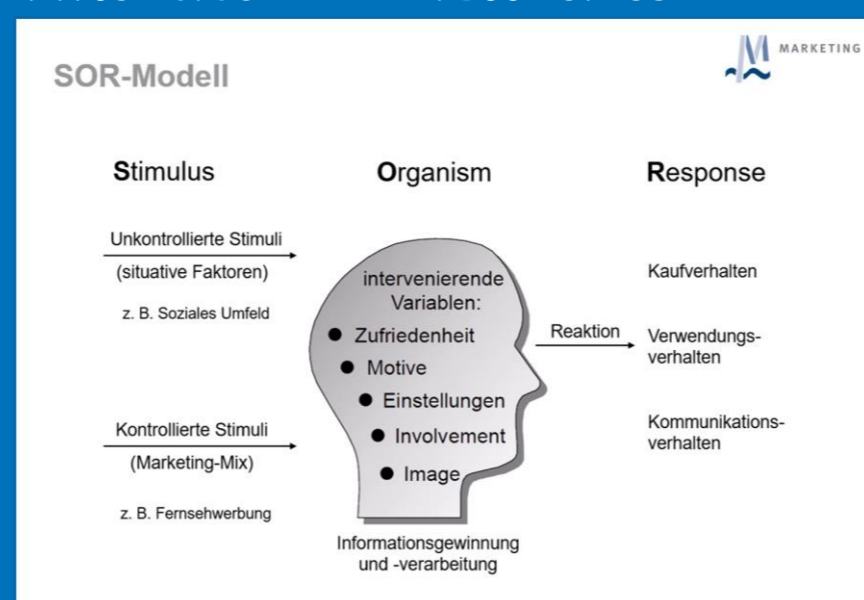 MARKETING
SOR-Modell
Stimulus
Organism
Response
Unkontrollierte Stimuli
(situative Faktoren)
z. B. Soziales Umfeld
Kontrollierte Stimuli
(Marketing-Mix)
z. B. Fernsehwerbung
intervenierende
Variablen:
● Zufriedenheit
● Motive
● Einstellungen
● Involvement
● Image
Informationsgewinnung
und -verarbeitung
Reaktion
Kaufverhalten
Verwendungs-
verhalten
Kommunikations-
verhalten